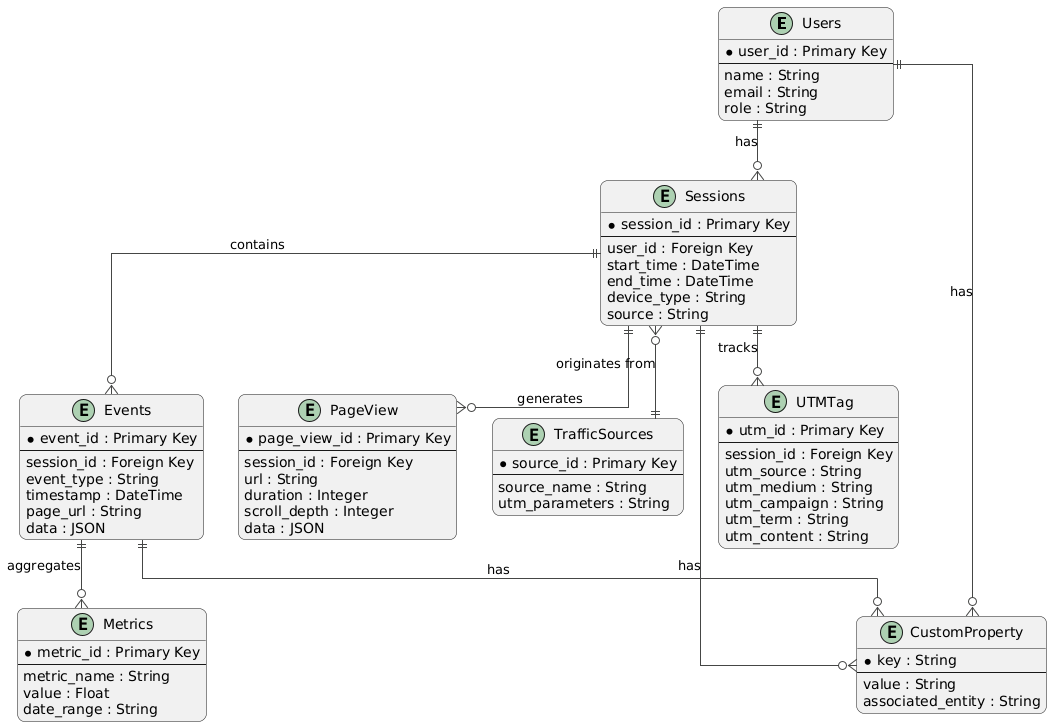 E Users
* user_id : Primary Key
name : String
email : String
role : String
has
E Sessions
* session_id : Primary Key
user_id : Foreign Key
start_time : DateTime
end_time : DateTime
device_type : String
source : String
contains
has
originates from
tracks
generates
E Events
* event_id : Primary Key
session_id : Foreign Key
event_type : String
timestamp : DateTime
page_url : String
data : JSON
E PageView
* page_view_id : Primary Key
session_id : Foreign Key
url : String
duration : Integer
scroll_depth : Integer
data : JSON
E TrafficSources
* source_id : Primary Key
source_name : String
utm_parameters : String
E UTMTag
* utm_id : Primary Key
session_id : Foreign Key
utm_source : String
utm_medium : String
utm_campaign : String
utm_term : String
utm_content : String
aggregates
has
has
E Metrics
* metric_id : Primary Key
metric_name : String
value : Float
date_range : String
E CustomProperty
* key : String
value : String
associated_entity : String